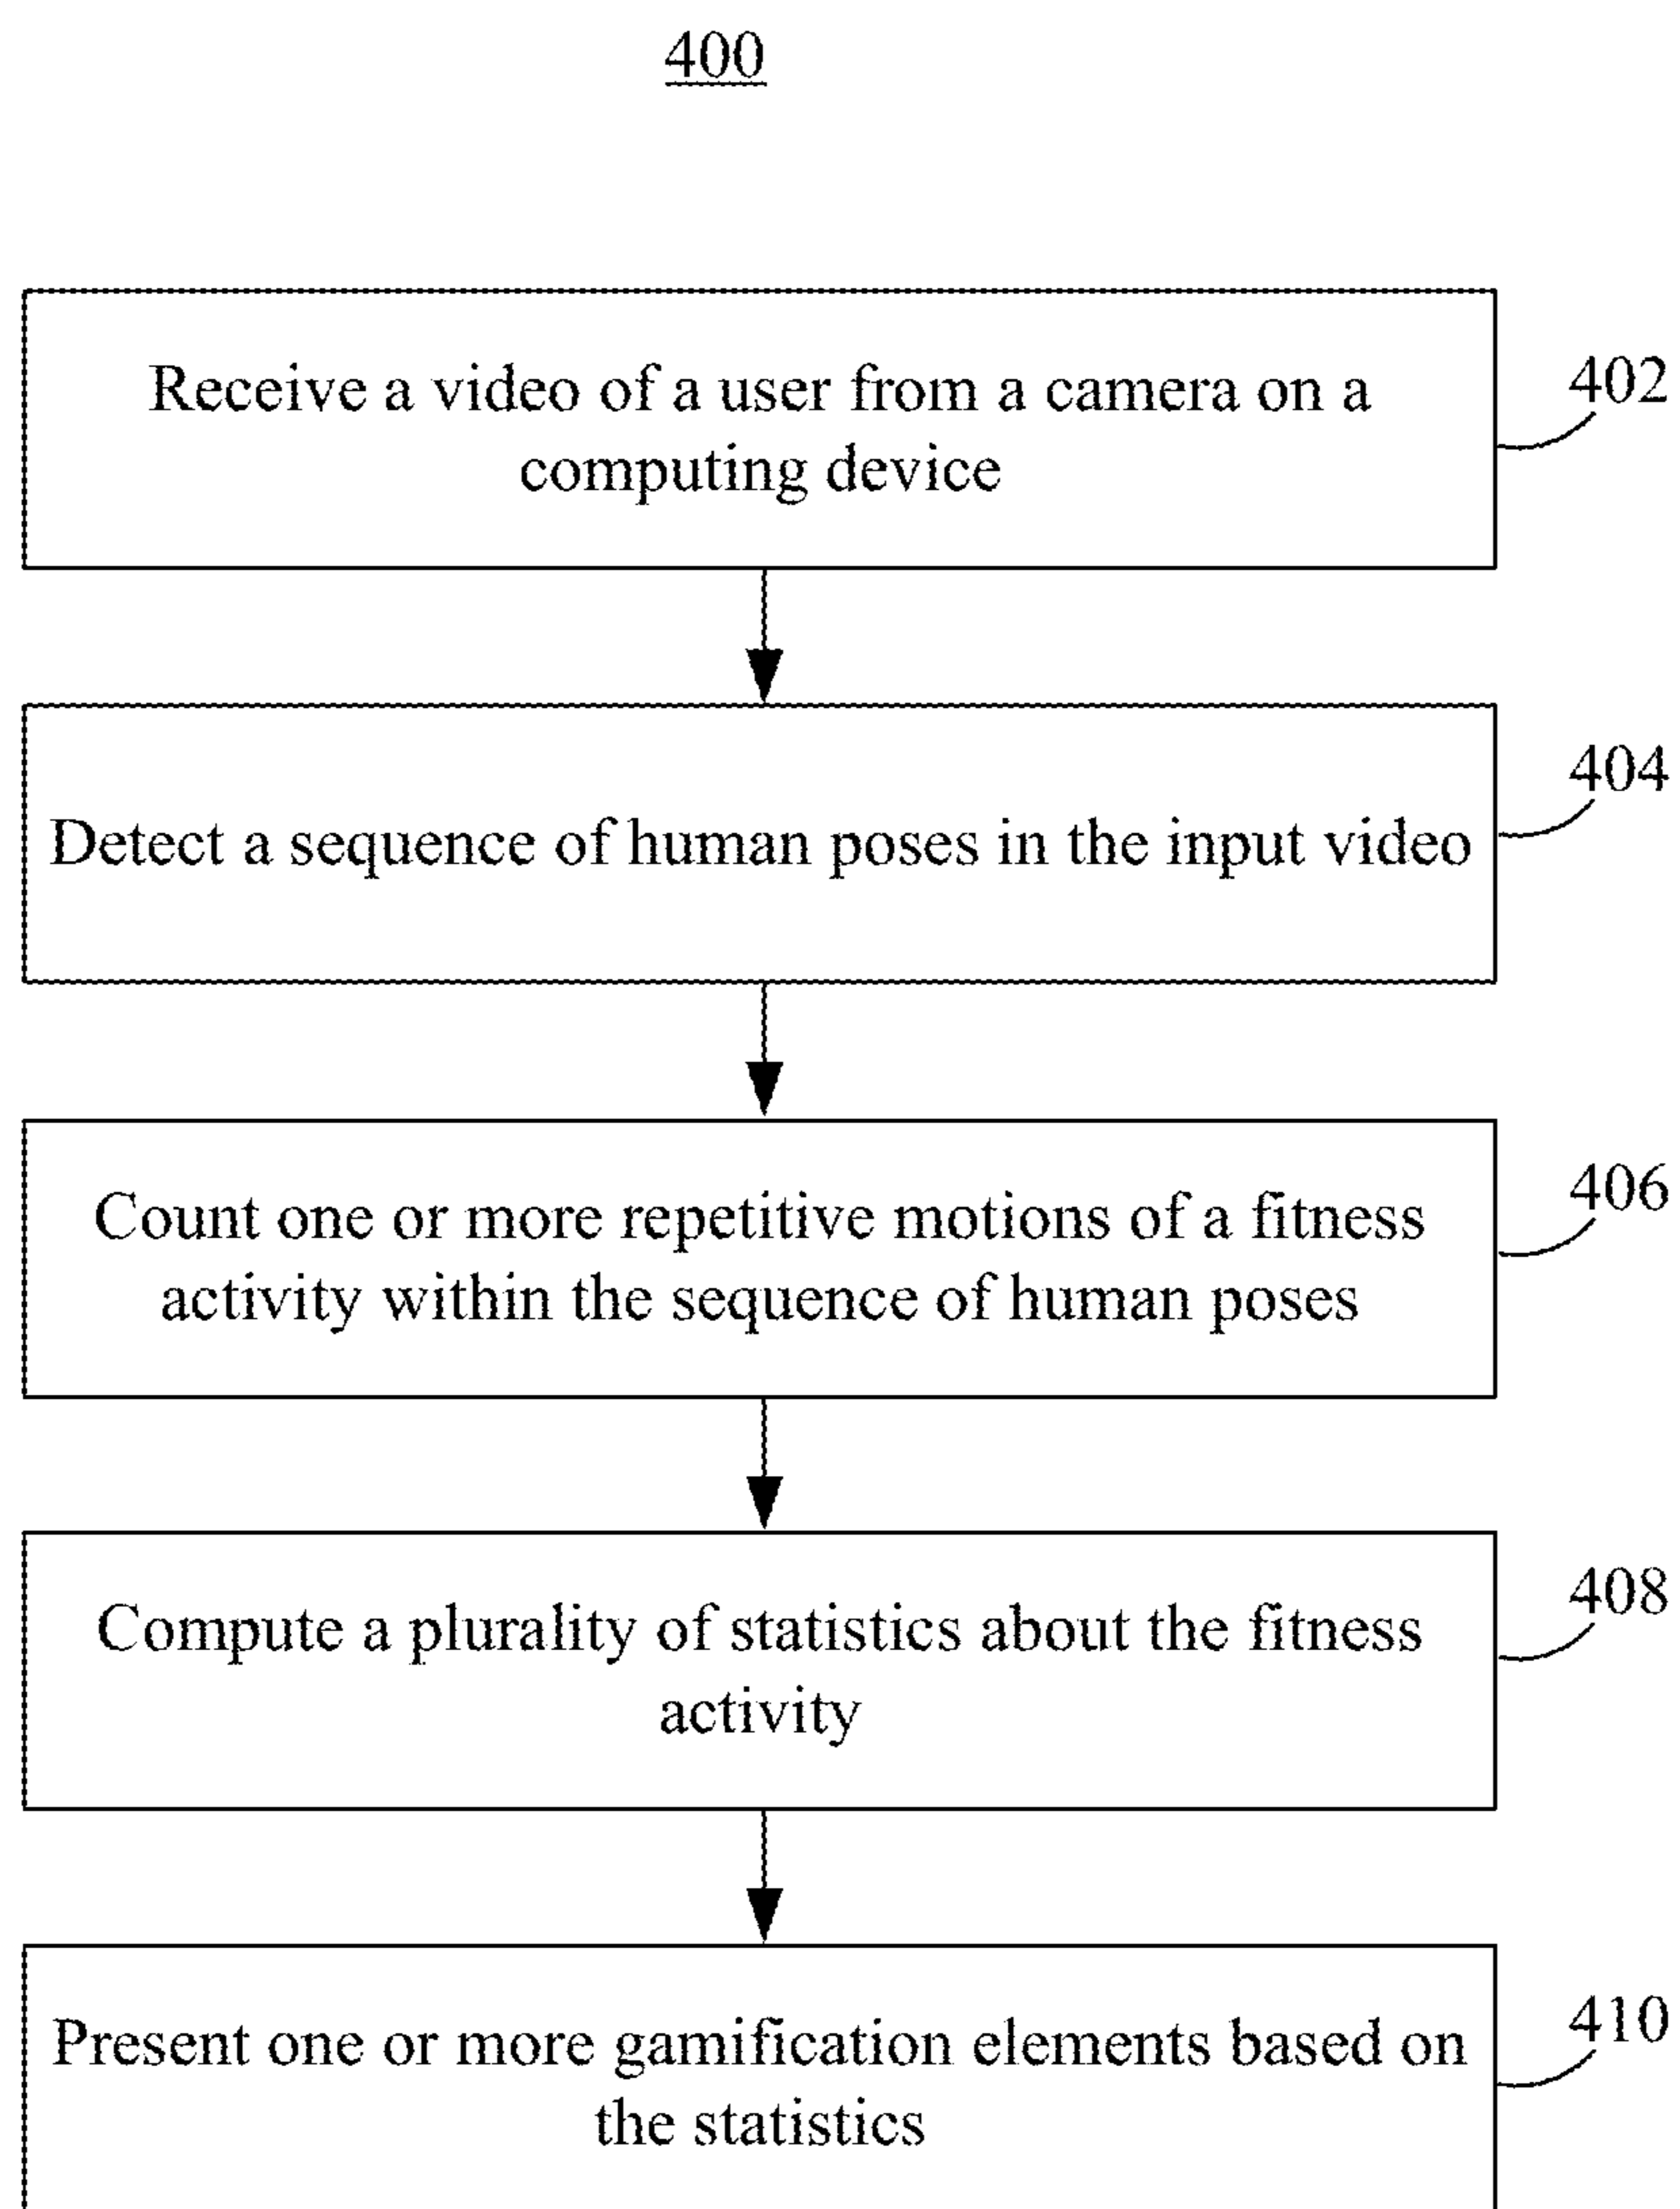 400
Receive a video of a user from a camera on a
computing device
402
Detect a sequence of human poses in the input video
404
Count one or more repetitive motions of a fitness
activity within the sequence of human poses
406
Compute a plurality of statistics about the fitness
activity
408
Present one or more gamification elements based on
the statistics
410